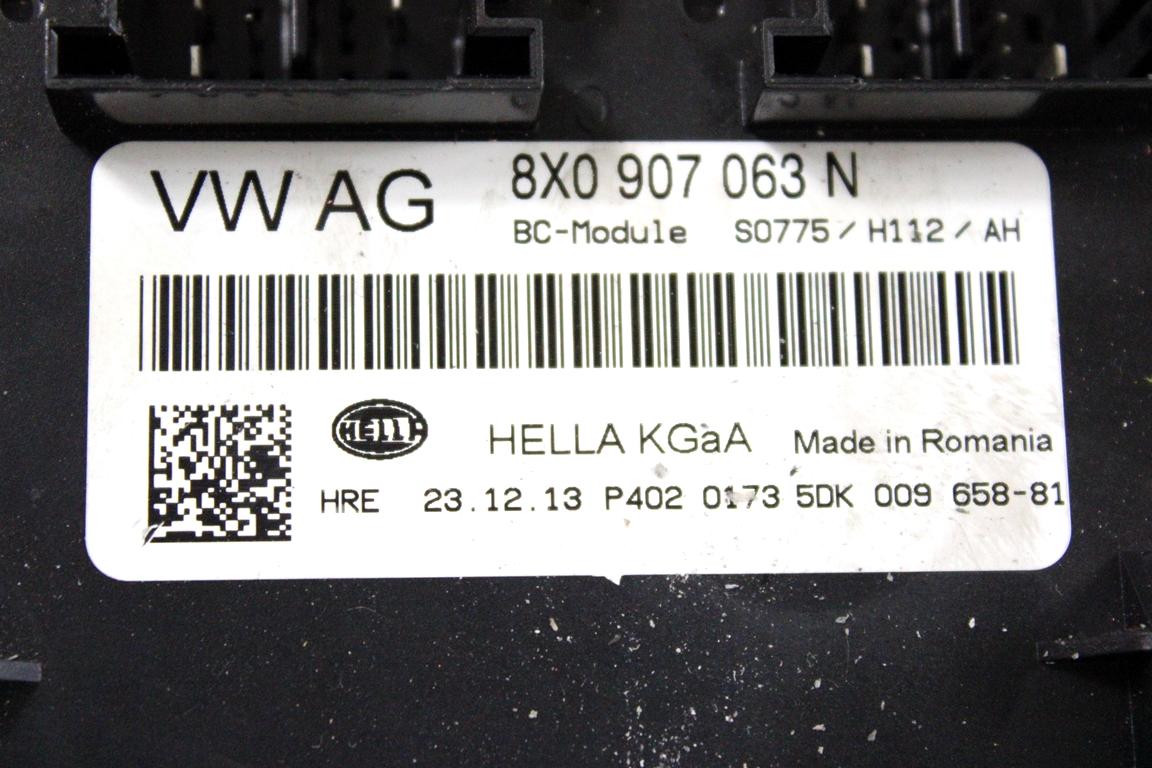 VW AG 8X0 907 063 N
BC-Module S0775 / H112 / AH
HELLA HELLA KGaA Made in Romania
HRE 23.12.13 P402 0173 5DK 009 658-81